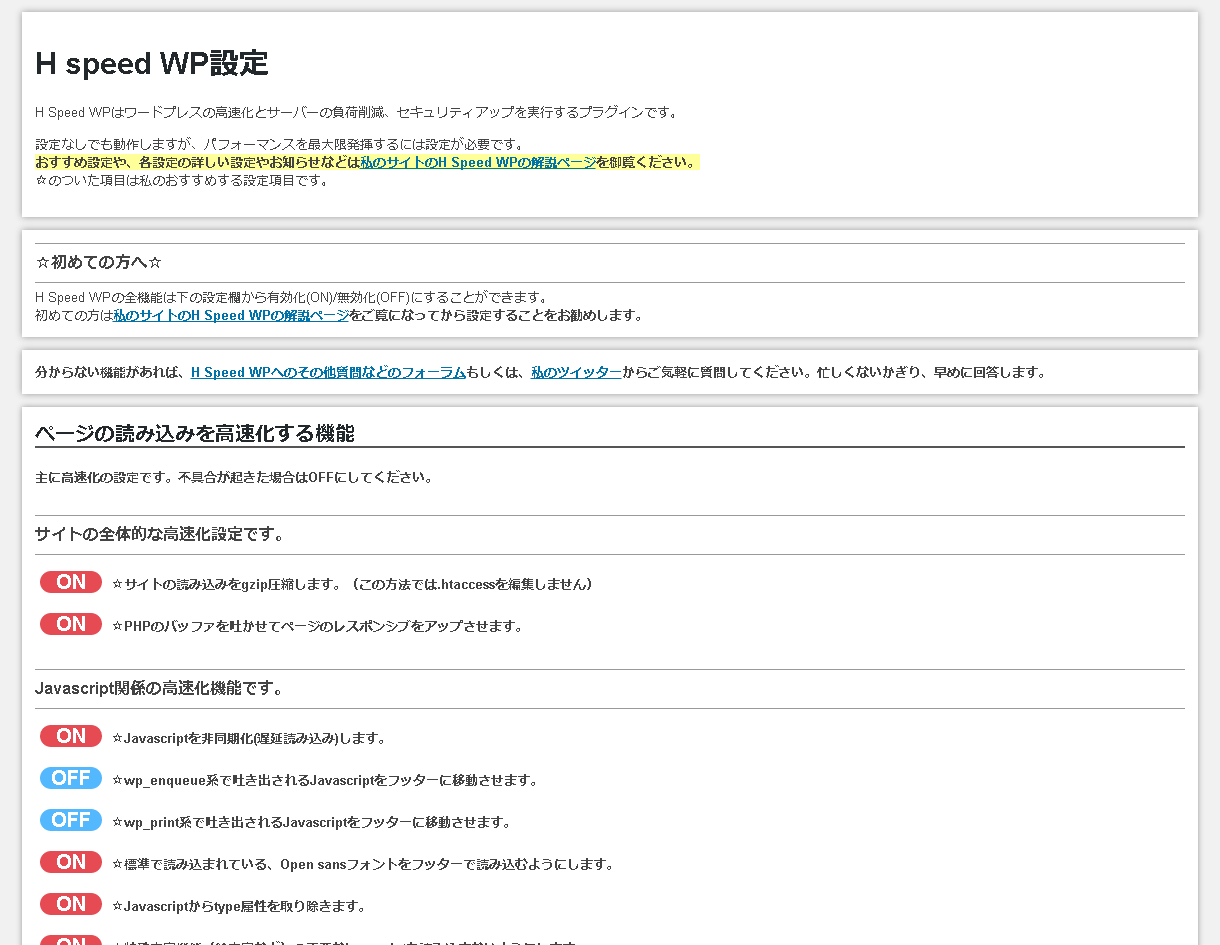 H speed WP設定
H Speed WPはワードプレスの高速化とサーバーの負荷削減、セキュリティアップを実行するプラグインです。
設定なしでも動作しますが、パフォーマンスを最大限発揮するには設定が必要です。
おすすめ設定や、各設定の詳しい設定やお知らせなどは私のサイトのH Speed WPの解説ページを御覧ください。
☆のついた項目は私のおすすめする設定項目です。
☆初めての方へ☆
H Speed WPの全機能は下の設定欄から有効化(ON)/無効化(OFF)にすることができます。
初めての方は私のサイトのH Speed WPの解説ページをご覧になってから設定することをお勧めします。
分からない機能があれば、H Speed WPへのその他質問などのフォーラムもしくは、私のツイッターからご気軽に質問してください。忙しくないかぎり、早めに回答します。
ページの読み込みを高速化する機能
主に高速化の設定です。不具合が起きた場合はOFFにしてください。
サイトの全体的な高速化設定です。
ON ☆サイトの読み込みをgzip圧縮します。（この方法では.htaccessを編集しません）
ON ☆PHPのバッファを吐かせてページのレスポンシブをアップさせます。
Javascript関係の高速化機能です。
ON ☆Javascriptを非同期化(遅延読み込み)します。
OFF ☆wp_enqueue系で吐き出されるJavascriptをフッターに移動させます。
OFF ☆wp_print系で吐き出されるJavascriptをフッターに移動させます。
ON ☆標準で読み込まれている、Open sansフォントをフッターで読み込むようにします。
ON ☆Javascriptからtype属性を取り除きます。
ON